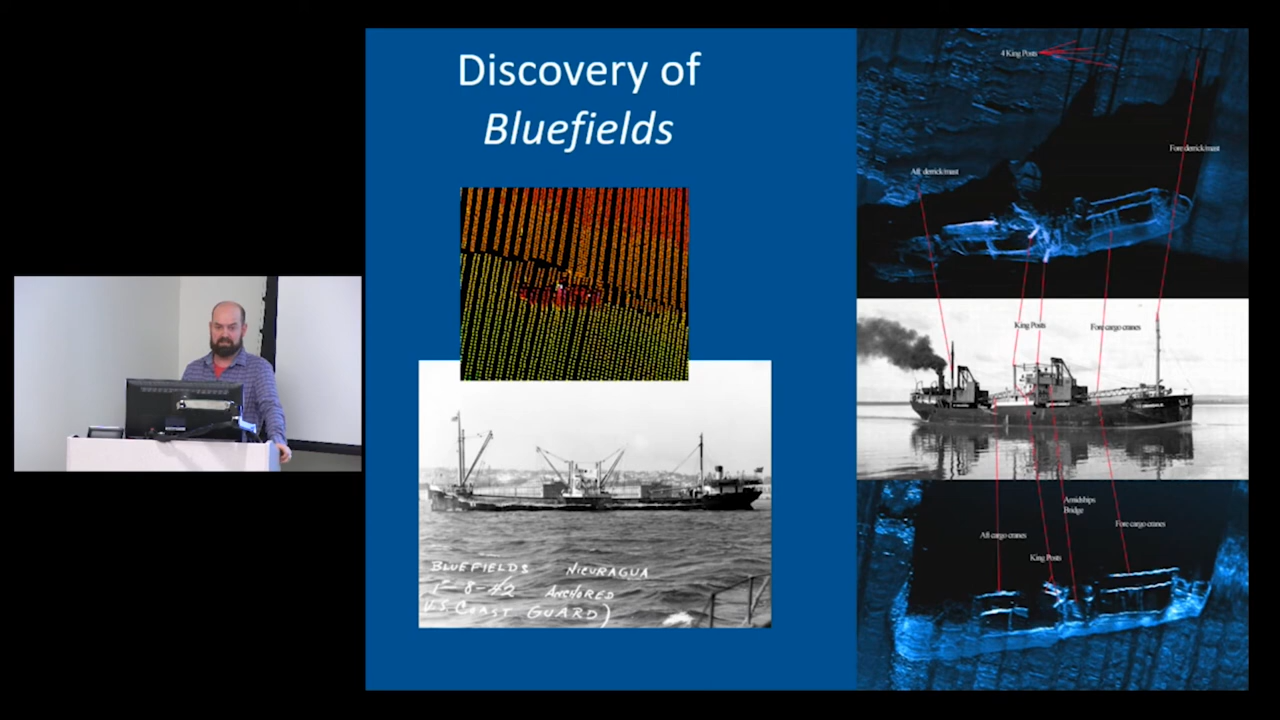 Discovery of
Bluefields
BLUEFIELDS NICURAGUA
1-8-42 ANCHORED
U.S COAST GUARD)
4 King Posts
Fore derrick/mast
Aft derrick/mast
King Posts
Fore cargo cranes
Amidships
Bridge
Fore cargo cranes
Aft cargo cranes
King Posts